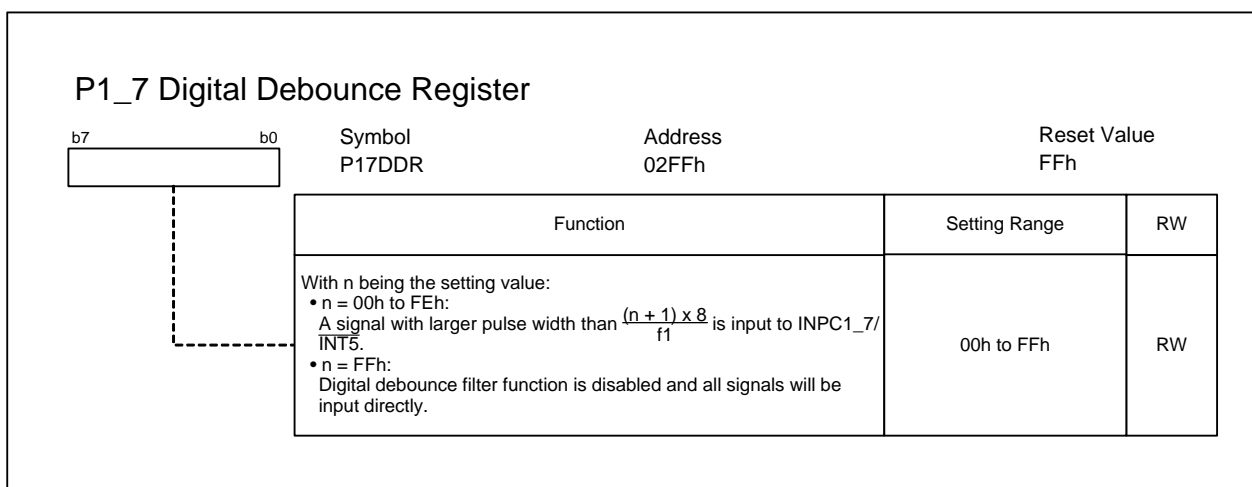 P1_7 Digital Debounce Register
b7 b0
Symbol Address Reset Value
P17DDR 02FFh FFh
Function Setting Range RW
With n being the setting value:
• n = 00h to FEh:
A signal with larger pulse width than (n + 1) x 8 / f1 is input to INPC1_7/
INT5.
• n = FFh:
Digital debounce filter function is disabled and all signals will be
input directly.
00h to FFh RW